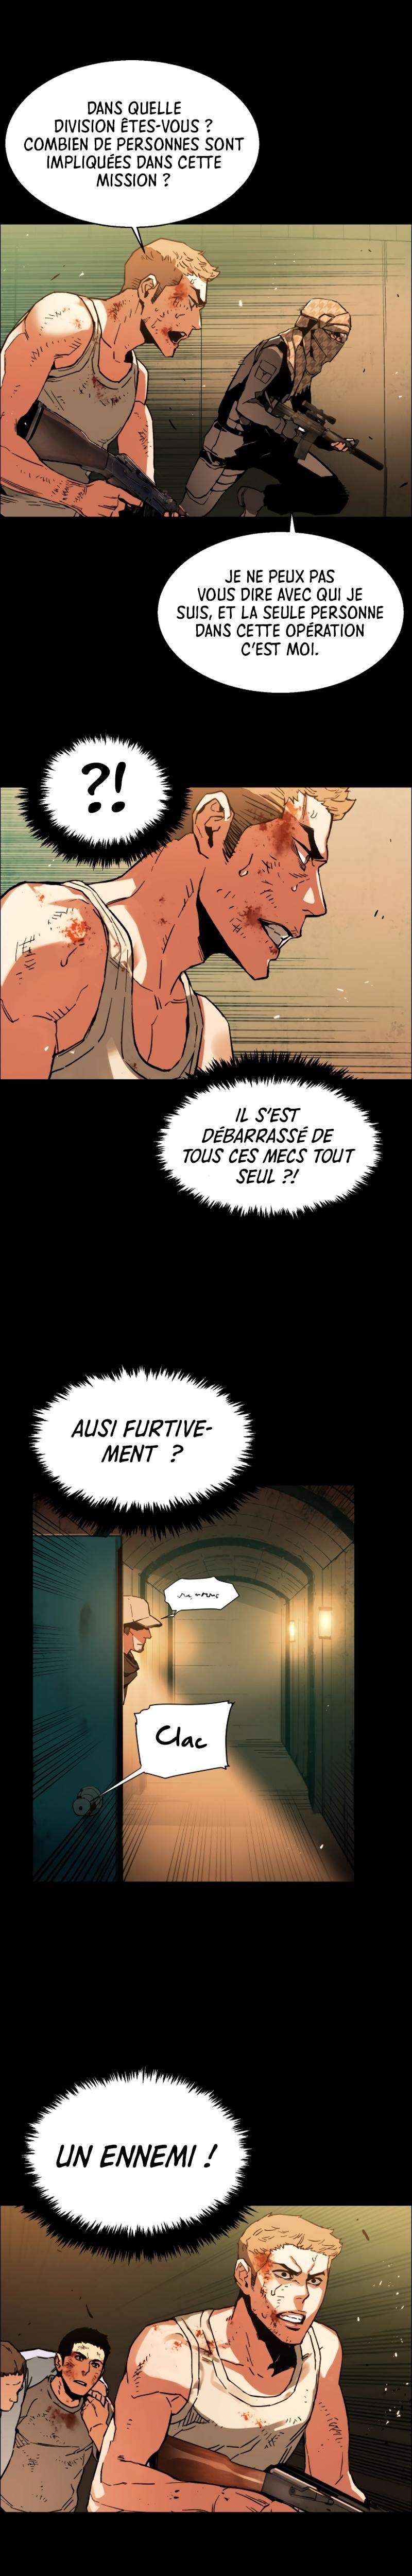 DANS QUELLE
DIVISION ÊTES-VOUS ?
COMBIEN DE PERSONNES SONT
IMPLIQUÉES DANS CETTE
MISSION ?
JE NE PEUX PAS
VOUS DIRE AVEC QUI JE
SUIS, ET LA SEULE PERSONNE
DANS CETTE OPÉRATION
C'EST MOI.
?!
IL S'EST
DÉBARRASSÉ DE
TOUS CES MECS TOUT
SEUL ?!
AUSI FURTIVE-
MENT ?
Clac
UN ENNEMI !